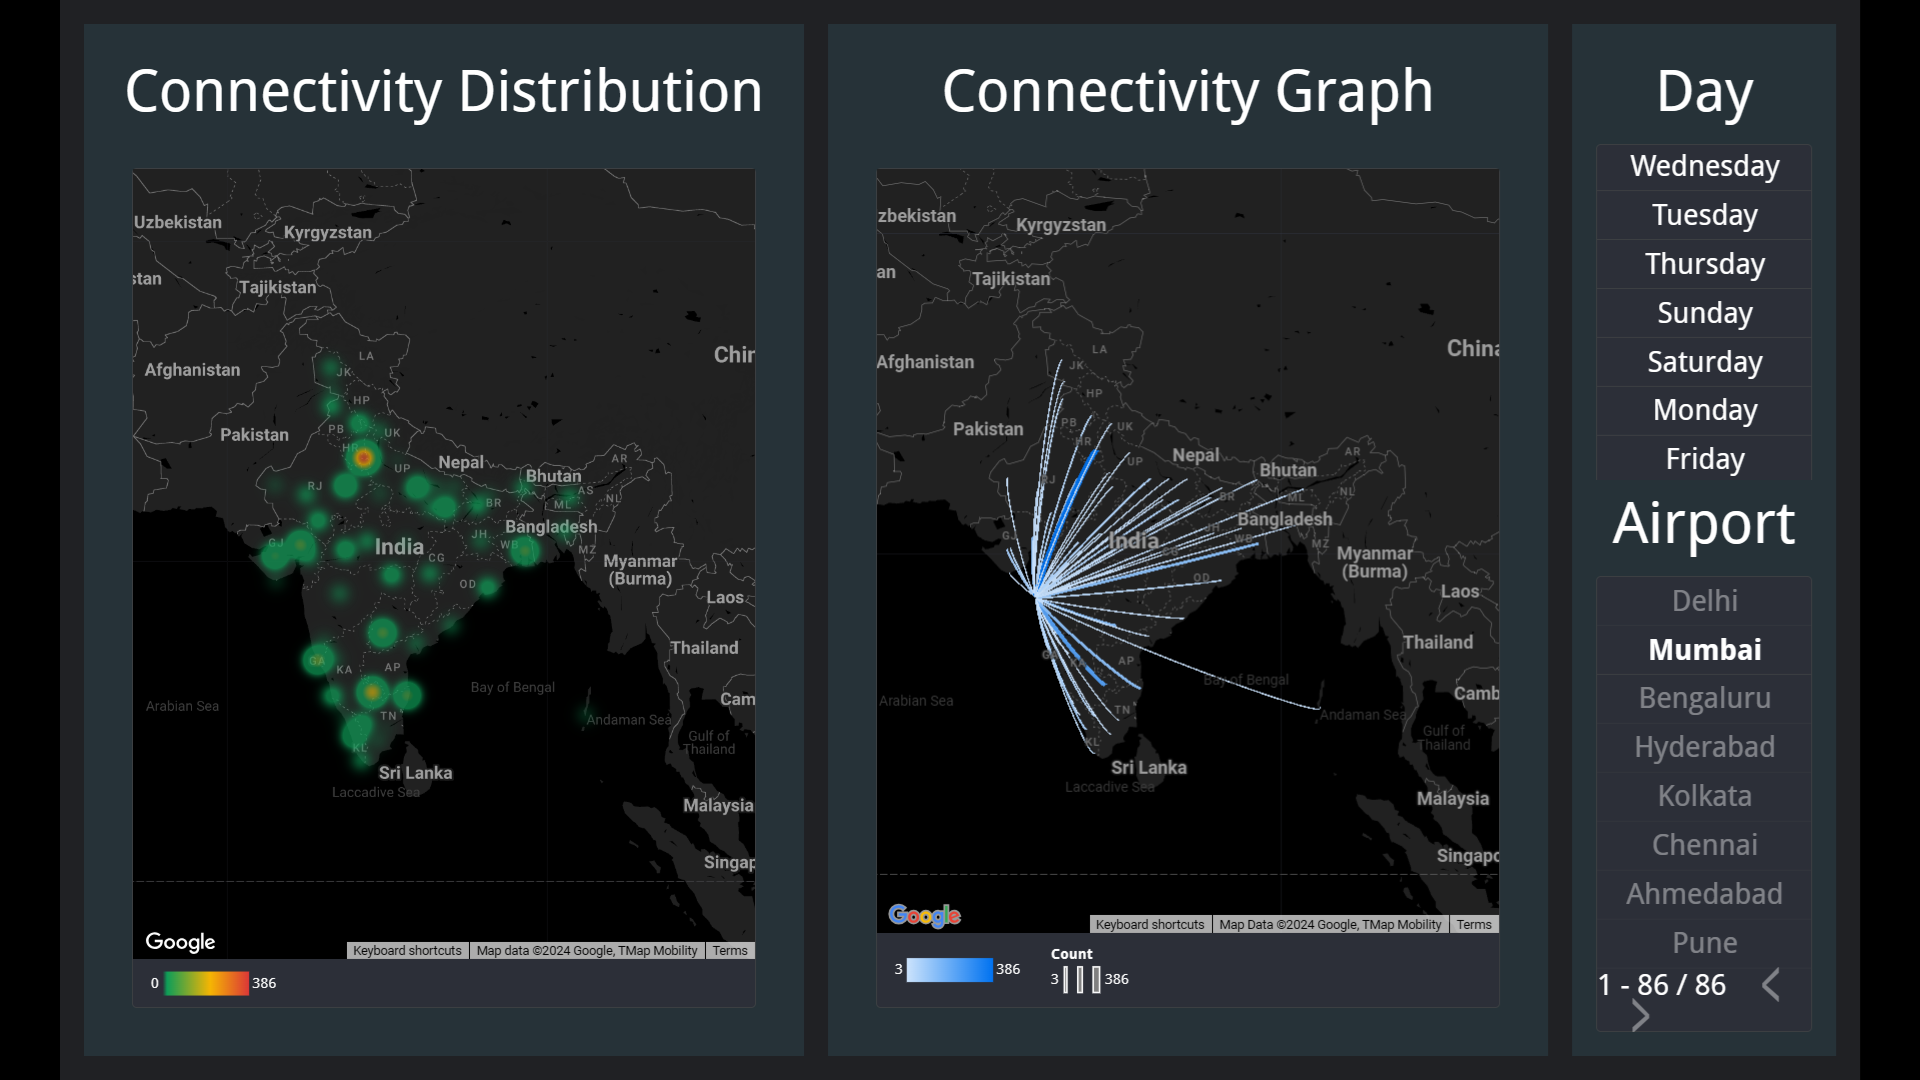 Connectivity Distribution
Uzbekistan
Kyrgyzstan
stan
Tajikistan
Chin
LA
Afghanistan
JK
HP
Pakistan
PB
UK
HR
UP
Nepal
AR
Bhutan
RJ
AS
BR
ML
NL
Bangladesh
GJ
India
JH
WB
MZ
CG
Myanmar
(Burma)
OD
Laos
Thailand
GA
KA
AP
Bay of Bengal
Cam
Arabian Sea
TN
Andaman Sea
Gulf of
Thailand
KL
Sri Lanka
Laccadive Sea
Malaysia
Singap
Google
Keyboard shortcuts
Map data ©2024 Google, TMap Mobility
Terms
0
386
Connectivity Graph
zbekistan
Kyrgyzstan
an
Tajikistan
China
LA
Afghanistan
JK
HP
Pakistan
PB
UK
HR
UP
Nepal
AR
Bhutan
RJ
BR
ML
NL
Bangladesh
GJ
India
JH
WB
MZ
CG
Myanmar
(Burma)
OD
Laos
Thailand
GA
KA
AP
Bay of Bengal
Camb
Arabian Sea
TN
Andaman Sea
Gulf of
Thailand
KL
Sri Lanka
Laccadive Sea
Malaysia
Singapo
Google
Keyboard shortcuts
Map Data ©2024 Google, TMap Mobility
Terms
3
386
Count
3
386
Day
Wednesday
Tuesday
Thursday
Sunday
Saturday
Monday
Friday
Airport
Delhi
Mumbai
Bengaluru
Hyderabad
Kolkata
Chennai
Ahmedabad
Pune
1 - 86 / 86